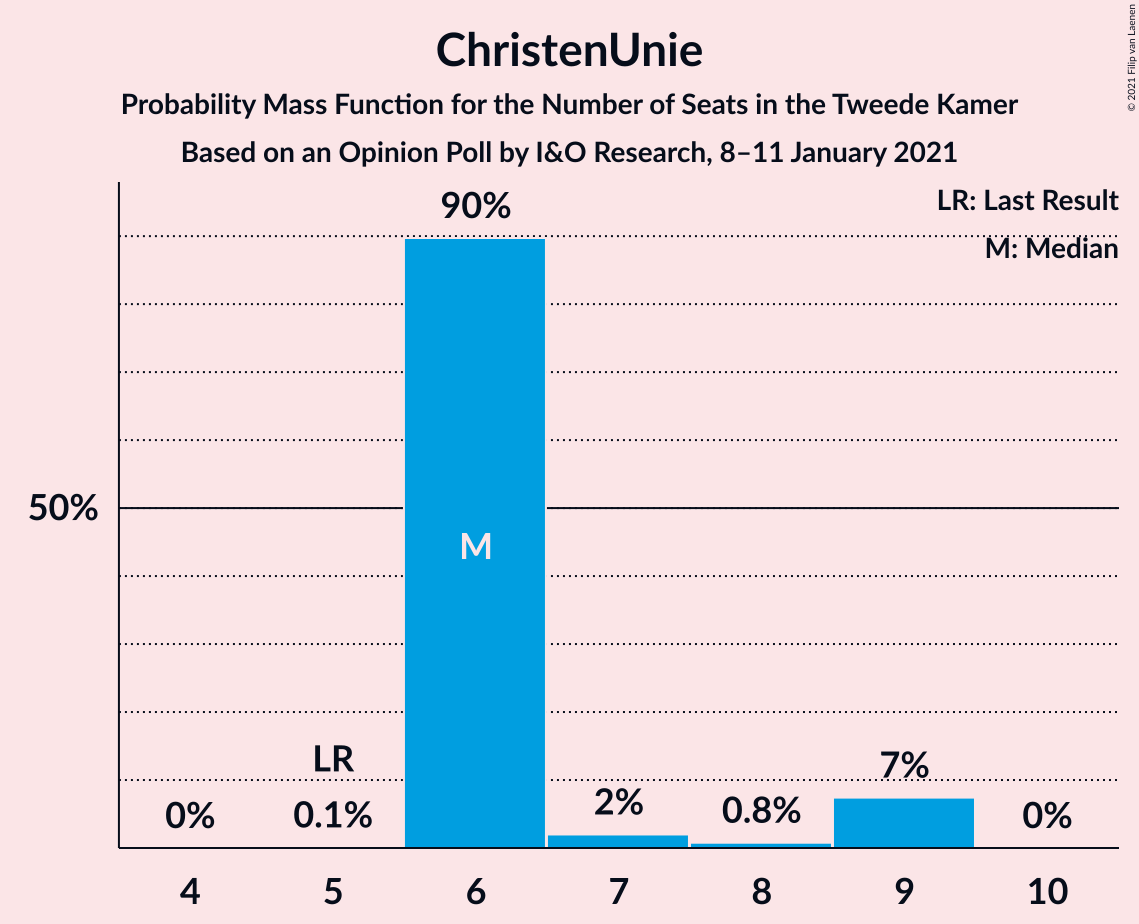 ChristenUnie
Probability Mass Function for the Number of Seats in the Tweede Kamer
Based on an Opinion Poll by I&O Research, 8–11 January 2021
© 2021 Filip van Laenen
LR: Last Result
M: Median
90%
50%
M
LR
7%
0%
0.1%
2%
0.8%
0%
4
5
6
7
8
9
10